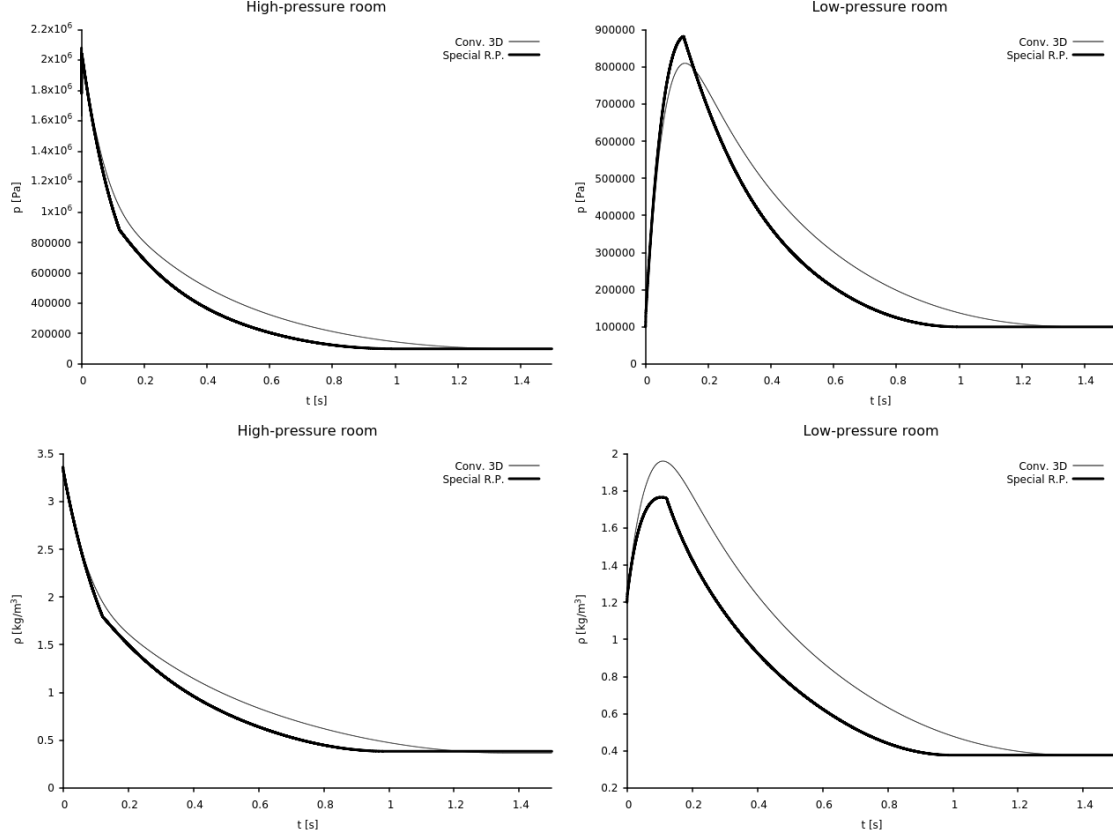 High-pressure room
2.2x10⁶
2x10⁶
1.8x10⁶
1.6x10⁶
1.4x10⁶
1.2x10⁶
1x10⁶
800000
600000
400000
200000
0
p [Pa]
Conv. 3D
Special R.P.
0 0.2 0.4 0.6 0.8 1 1.2 1.4
t [s]
Low-pressure room
900000
800000
700000
600000
500000
400000
300000
200000
100000
0
p [Pa]
Conv. 3D
Special R.P.
0 0.2 0.4 0.6 0.8 1 1.2 1.4
t [s]
High-pressure room
3.5
3
2.5
2
1.5
1
0.5
0
ρ [kg/m³]
Conv. 3D
Special R.P.
0 0.2 0.4 0.6 0.8 1 1.2 1.4
t [s]
Low-pressure room
2
1.8
1.6
1.4
1.2
1
0.8
0.6
0.4
0.2
ρ [kg/m³]
Conv. 3D
Special R.P.
0 0.2 0.4 0.6 0.8 1 1.2 1.4
t [s]